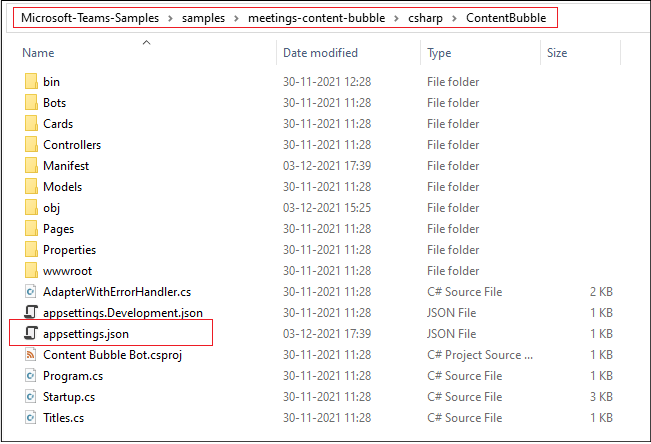 Microsoft-Teams-Samples > samples > meetings-content-bubble > csharp > ContentBubble >
Name Date modified Type Size
bin 30-11-2021 12:28 File folder
Bots 30-11-2021 11:28 File folder
Cards 30-11-2021 11:28 File folder
Controllers 30-11-2021 11:28 File folder
Manifest 03-12-2021 17:39 File folder
Models 30-11-2021 11:28 File folder
obj 03-12-2021 15:25 File folder
Pages 30-11-2021 11:28 File folder
Properties 30-11-2021 11:28 File folder
wwwroot 30-11-2021 11:28 File folder
AdapterWithErrorHandler.cs 30-11-2021 11:28 C# Source File 2 KB
appsettings.Development.json 30-11-2021 11:28 JSON File 1 KB
appsettings.json 03-12-2021 17:39 JSON File 1 KB
Content Bubble Bot.csproj 30-11-2021 11:28 C# Project Source ... 1 KB
Program.cs 30-11-2021 11:28 C# Source File 1 KB
Startup.cs 30-11-2021 11:28 C# Source File 3 KB
Titles.cs 30-11-2021 11:28 C# Source File 1 KB